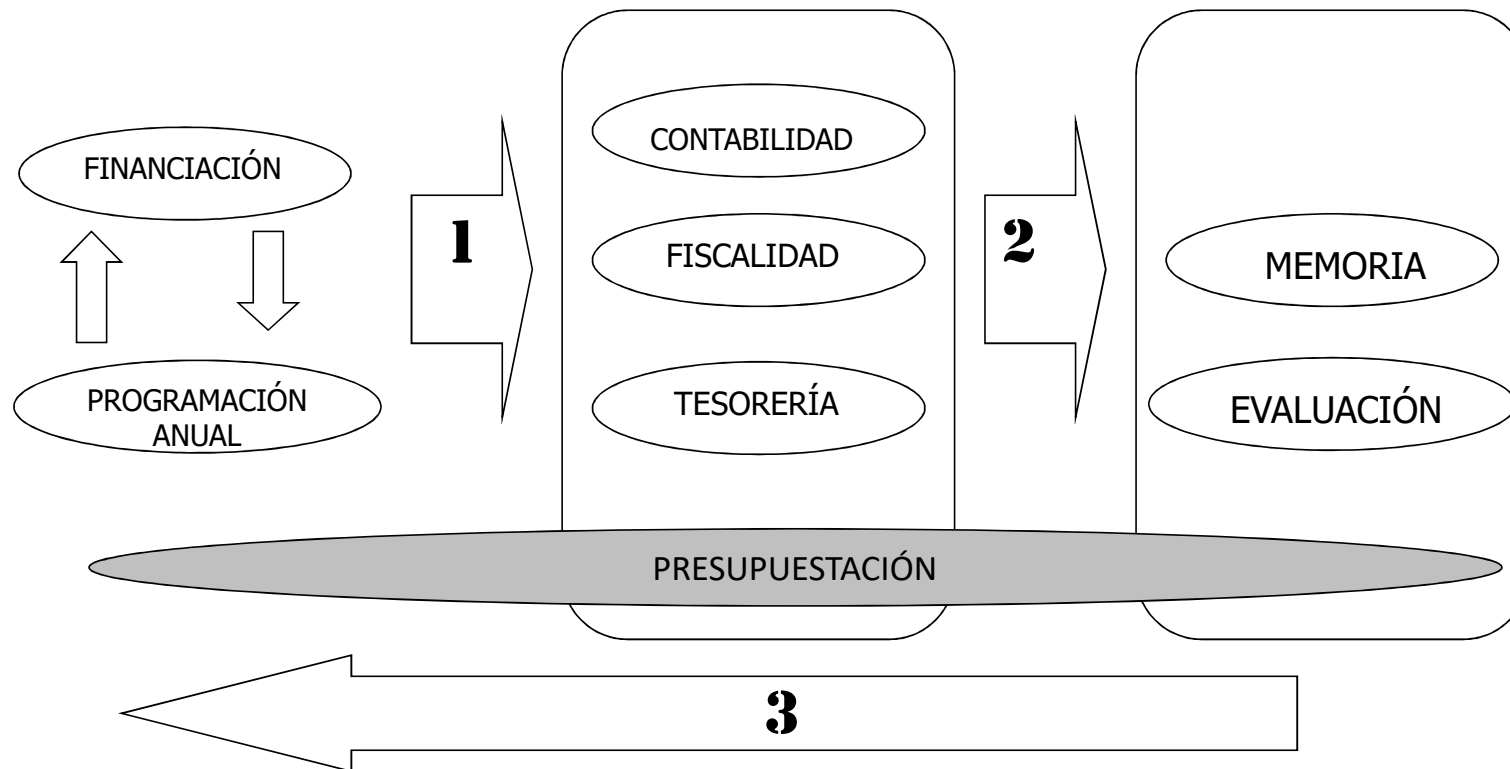 FINANCIACIÓN
PROGRAMACIÓN
ANUAL
1
CONTABILIDAD
FISCALIDAD
TESORERÍA
2
MEMORIA
EVALUACIÓN
PRESUPUESTACIÓN
3